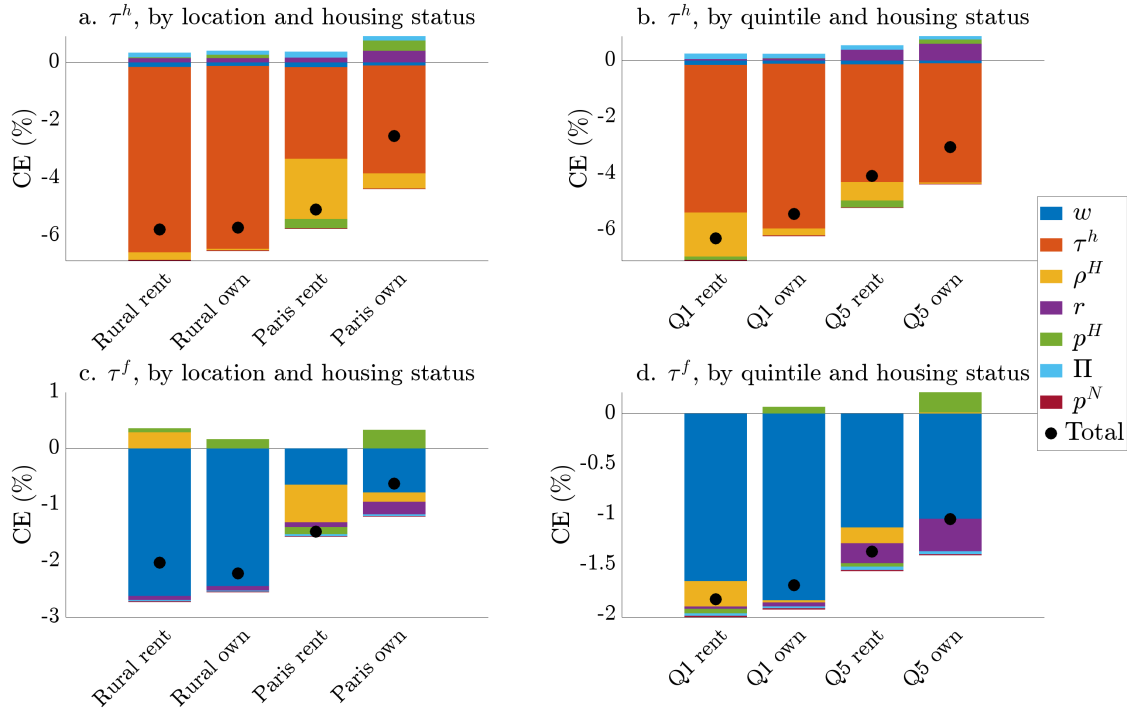 a. τ^h, by location and housing status
CE (%)
0
-2
-4
-6
Rural rent
Rural own
Paris rent
Paris own
b. τ^h, by quintile and housing status
CE (%)
0
-2
-4
-6
Q1 rent
Q1 own
Q5 rent
Q5 own
w
τ^h
ρ^H
r
p^H
Π
p^N
Total
c. τ^f, by location and housing status
CE (%)
1
0
-1
-2
-3
Rural rent
Rural own
Paris rent
Paris own
d. τ^f, by quintile and housing status
CE (%)
0
-0.5
-1
-1.5
-2
Q1 rent
Q1 own
Q5 rent
Q5 own